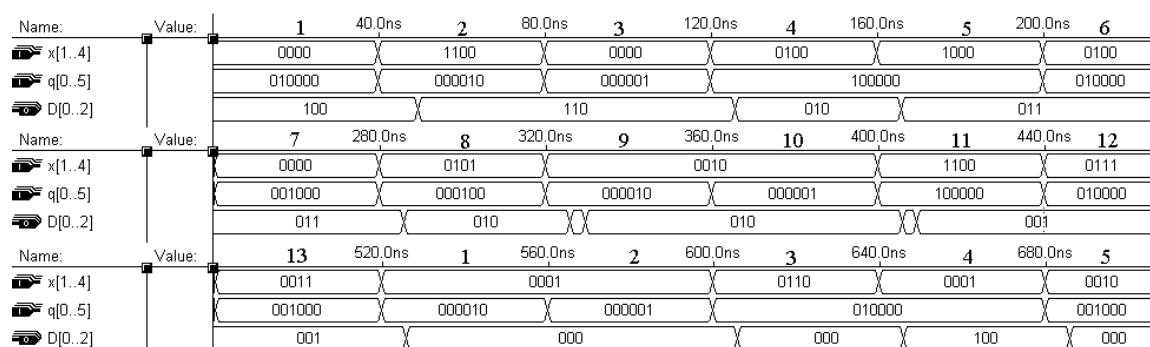 Name: Value: 1 40.0ns 2 80.0ns 3 120.0ns 4 160.0ns 5 200.0ns 6
x[1..4] 0000 1100 0000 0100 1000 0100
q[0..5] 010000 000010 000001 100000 010000
D[0..2] 100 110 010 011
Name: Value: 7 280.0ns 8 320.0ns 9 360.0ns 10 400.0ns 11 440.0ns 12
x[1..4] 0000 0101 0010 1100 0111
q[0..5] 001000 000100 000010 000001 100000 010000
D[0..2] 011 010 010 001
Name: Value: 13 520.0ns 1 560.0ns 2 600.0ns 3 640.0ns 4 680.0ns 5
x[1..4] 0011 0001 0110 0001 0010
q[0..5] 001000 000010 000001 010000 001000
D[0..2] 001 000 000 100 000